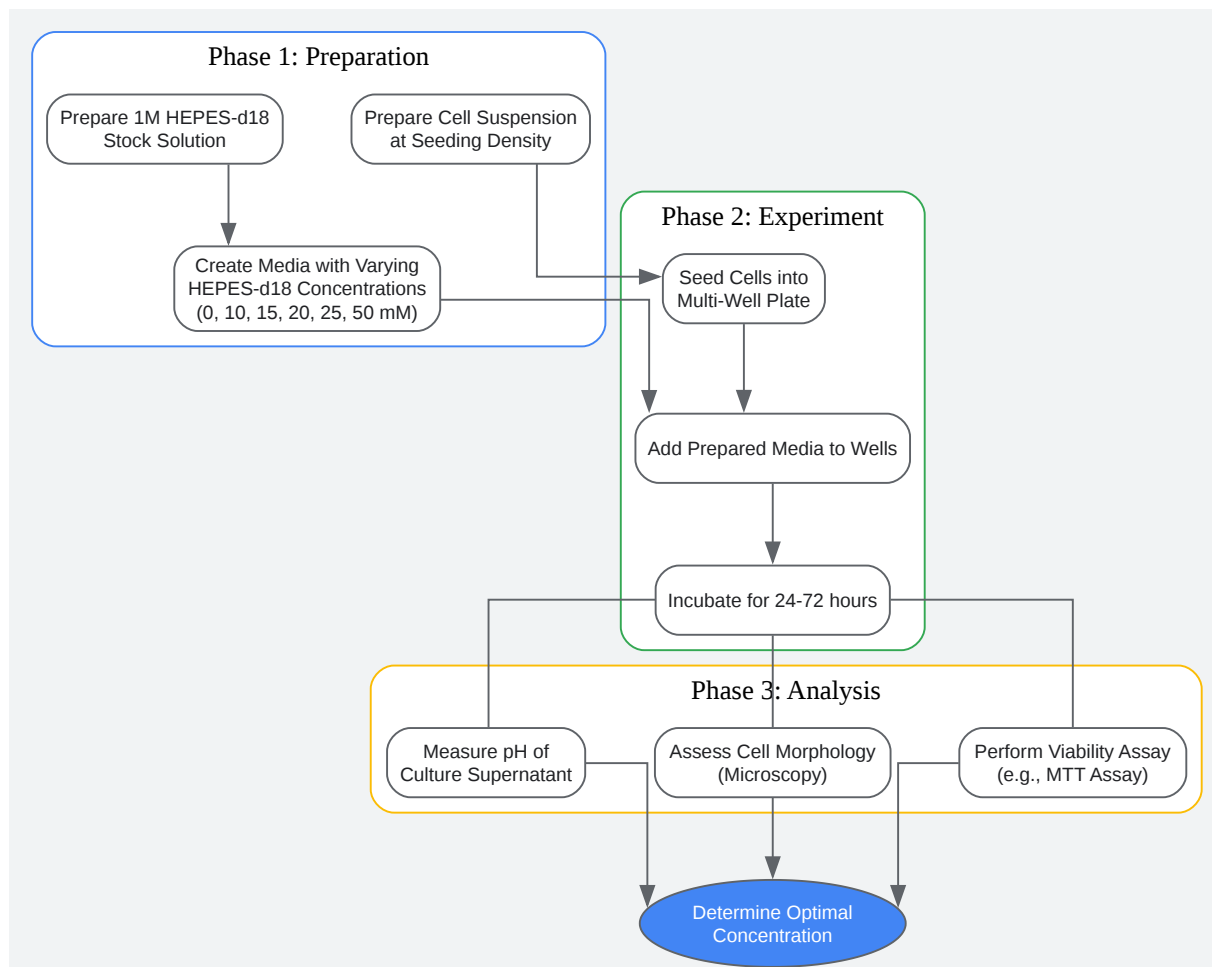 Phase 1: Preparation
Prepare 1M HEPES-d18
Stock Solution
Prepare Cell Suspension
at Seeding Density
Create Media with Varying
HEPES-d18 Concentrations
(0, 10, 15, 20, 25, 50 mM)
Phase 2: Experiment
Seed Cells into
Multi-Well Plate
Add Prepared Media to Wells
Incubate for 24-72 hours
Phase 3: Analysis
Measure pH of
Culture Supernatant
Assess Cell Morphology
(Microscopy)
Perform Viability Assay
(e.g., MTT Assay)
Determine Optimal
Concentration